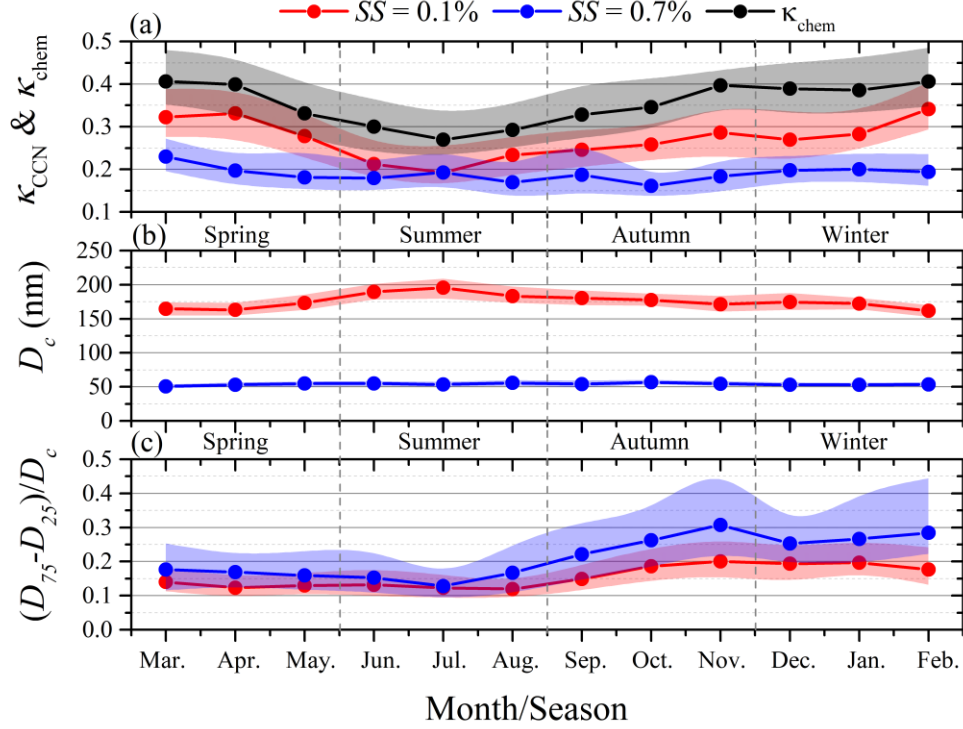 SS = 0.1% SS = 0.7% κchem
(a)
κCCN & κchem
0.5
0.4
0.3
0.2
0.1
(b) Spring Summer Autumn Winter
Dc (nm)
250
200
150
100
50
0
(c) Spring Summer Autumn Winter
(D75-D25)/Dc
0.5
0.4
0.3
0.2
0.1
0.0
Mar. Apr. May. Jun. Jul. Aug. Sep. Oct. Nov. Dec. Jan. Feb.
Month/Season